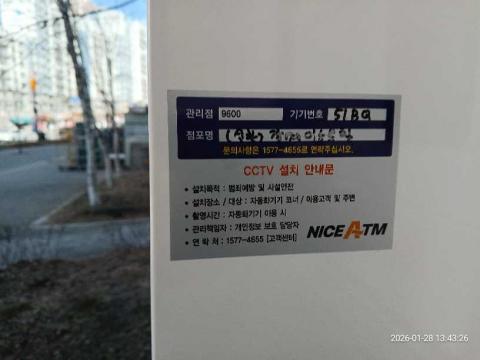 관리점 9600 기기번호 51BQ
점포명
문의사항은 1577-4655로 연락주십시오.
CCTV 설치 안내문
• 설치목적 : 범죄예방 및 시설안전
• 설치장소 / 대상 : 자동화기기 코너 / 이용고객 및 주변
• 촬영시간 : 자동화기기 이용 시
• 관리책임자 : 개인정보 보호 담당자
• 연 락 처 : 1577-4655 [고객센터]
NICE ATM
2026-01-28 13:43:26